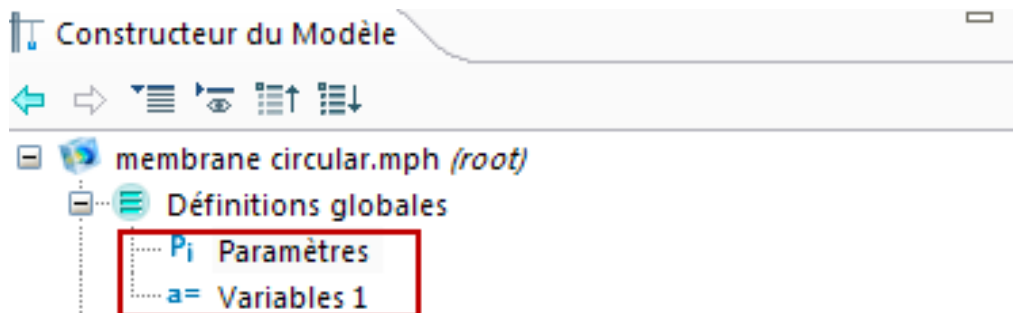 Constructeur du Modèle
membrane circular.mph (root)
Définitions globales
Pi Paramètres
a= Variables 1